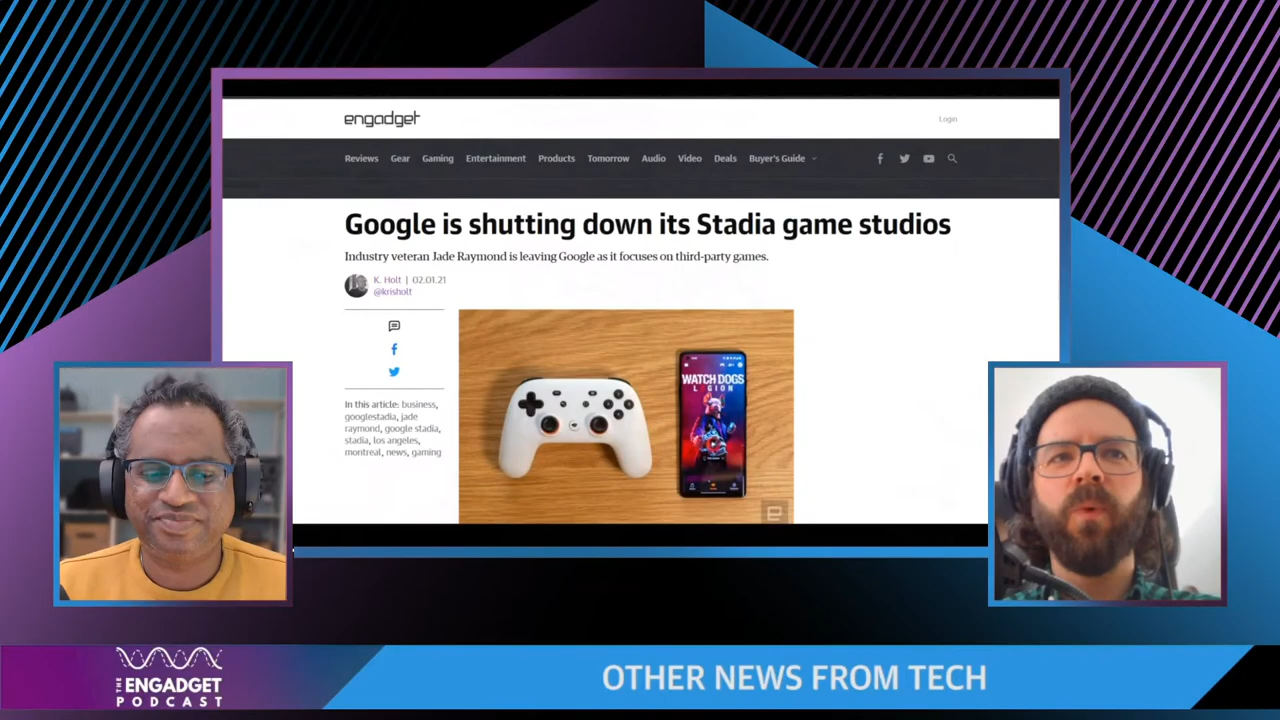 engadget
Login
Reviews Gear Gaming Entertainment Products Tomorrow Audio Video Deals Buyer's Guide
Google is shutting down its Stadia game studios
Industry veteran Jade Raymond is leaving Google as it focuses on third-party games.
K. Holt | 02.01.21
@krisholt
In this article: business,
googlestadia, jade
raymond, google stadia,
stadia, los angeles,
montreal, news, gaming
WATCH DOGS
LEGION
THE
ENGADGET
PODCAST
OTHER NEWS FROM TECH